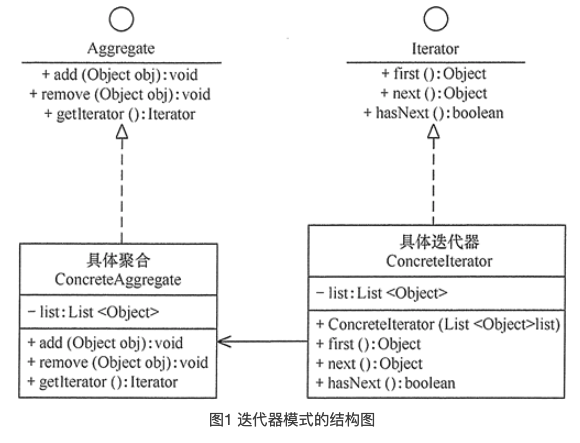 Aggregate
+ add (Object obj) : void
+ remove (Object obj) : void
+ getIterator () : Iterator
Iterator
+ first () : Object
+ next () : Object
+ hasNext () : boolean
具体聚合
ConcreteAggregate
- list : List <Object>
+ add (Object obj) : void
+ remove (Object obj) : void
+ getIterator () : Iterator
具体迭代器
ConcreteIterator
- list : List <Object>
+ ConcreteIterator (List <Object>list)
+ first () : Object
+ next () : Object
+ hasNext () : boolean
图1 迭代器模式的结构图